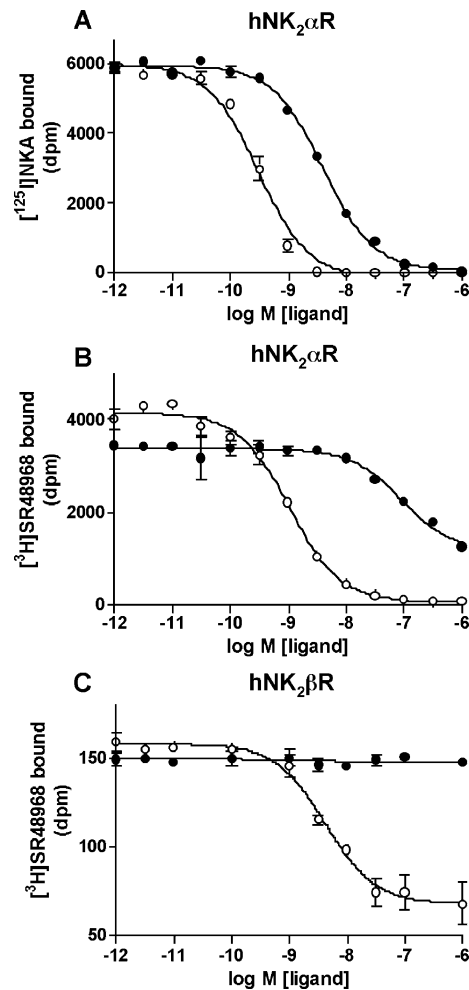 A
hNK₂αR
[¹²⁵I]NKA bound
(dpm)
6000
4000
2000
0
-12 -11 -10 -9 -8 -7 -6
log M [ligand]
B
hNK₂αR
[³H]SR48968 bound
(dpm)
4000
2000
0
-12 -11 -10 -9 -8 -7 -6
log M [ligand]
C
hNK₂βR
[³H]SR48968 bound
(dpm)
150
100
50
-12 -11 -10 -9 -8 -7 -6
log M [ligand]